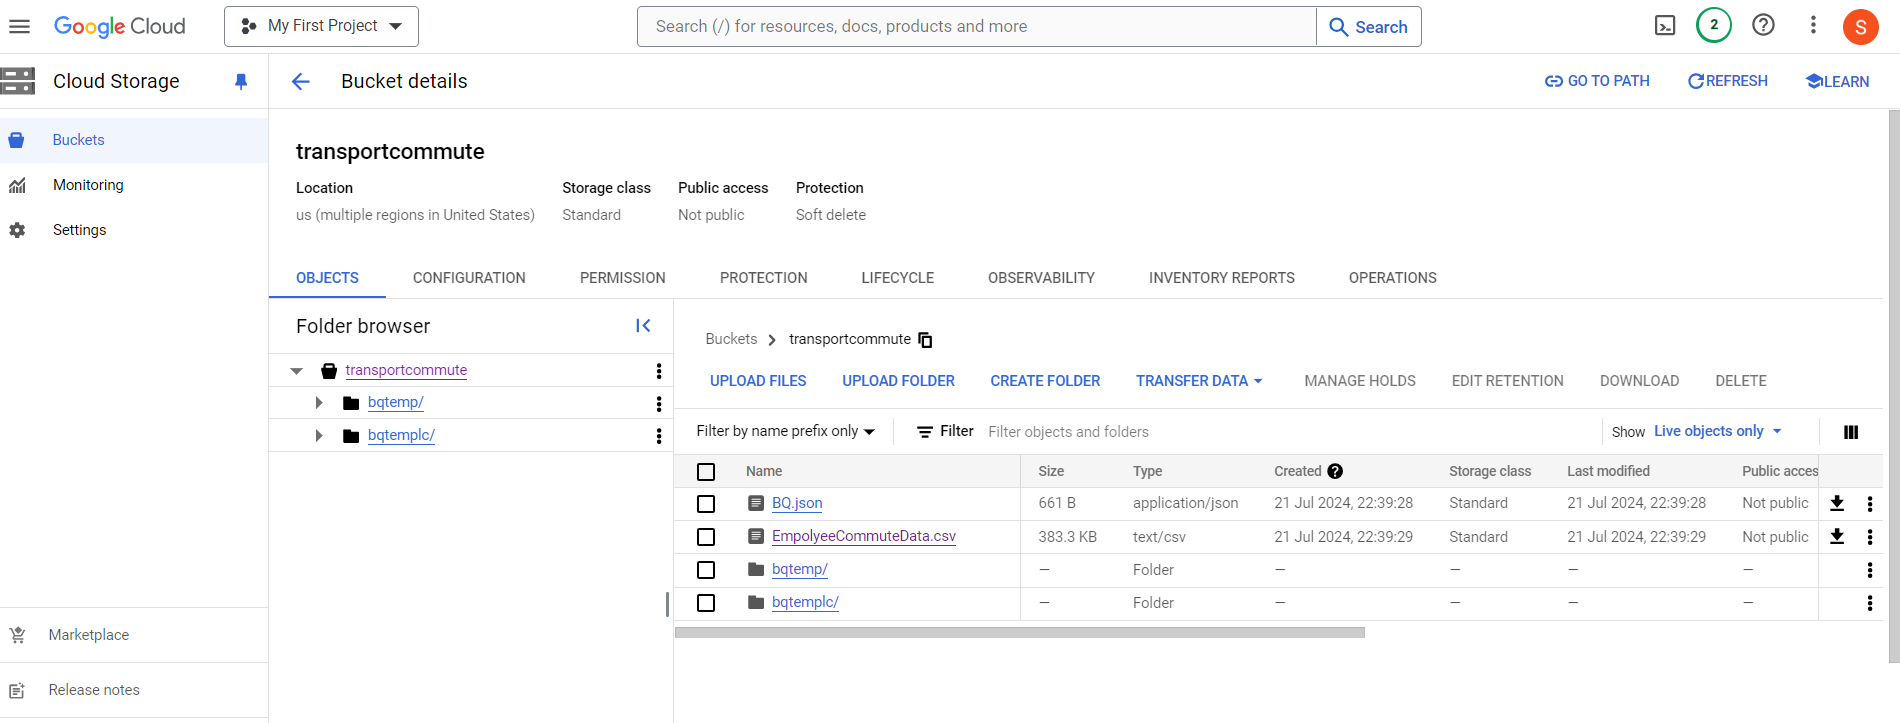 Google Cloud
My First Project
Search (/) for resources, docs, products and more
Search
2
S
Cloud Storage
Bucket details
GO TO PATH
REFRESH
LEARN
Buckets
Monitoring
Settings
Marketplace
Release notes
transportcommute
Location Storage class Public access Protection
us (multiple regions in United States) Standard Not public Soft delete
OBJECTS CONFIGURATION PERMISSION PROTECTION LIFECYCLE OBSERVABILITY INVENTORY REPORTS OPERATIONS
Folder browser
transportcommute
bqtemp/
bqtemplc/
Buckets transportcommute
UPLOAD FILES UPLOAD FOLDER CREATE FOLDER TRANSFER DATA MANAGE HOLDS EDIT RETENTION DOWNLOAD DELETE
Filter by name prefix only Filter Filter objects and folders Show Live objects only
Name Size Type Created Storage class Last modified Public acces
BQ.json 661 B application/json 21 Jul 2024, 22:39:28 Standard 21 Jul 2024, 22:39:28 Not public
EmpolyeeCommuteData.csv 383.3 KB text/csv 21 Jul 2024, 22:39:29 Standard 21 Jul 2024, 22:39:29 Not public
bqtemp/ — Folder — — — —
bqtemplc/ — Folder — — — —